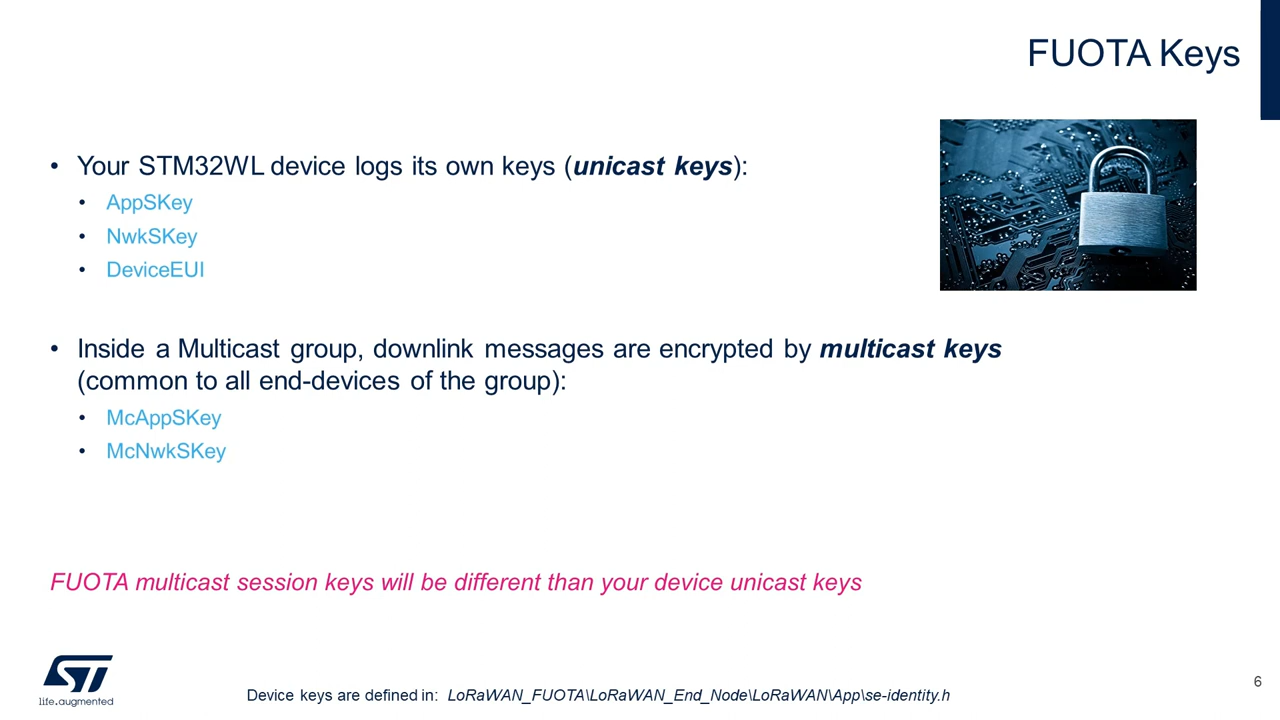 FUOTA Keys
• Your STM32WL device logs its own keys (unicast keys):
• AppSKey
• NwkSKey
• DeviceEUI
• Inside a Multicast group, downlink messages are encrypted by multicast keys
(common to all end-devices of the group):
• McAppSKey
• McNwkSKey
FUOTA multicast session keys will be different than your device unicast keys
ST
life.augmented
Device keys are defined in: LoRaWAN_FUOTA\LoRaWAN_End_Node\LoRaWAN\App\se-identity.h
6